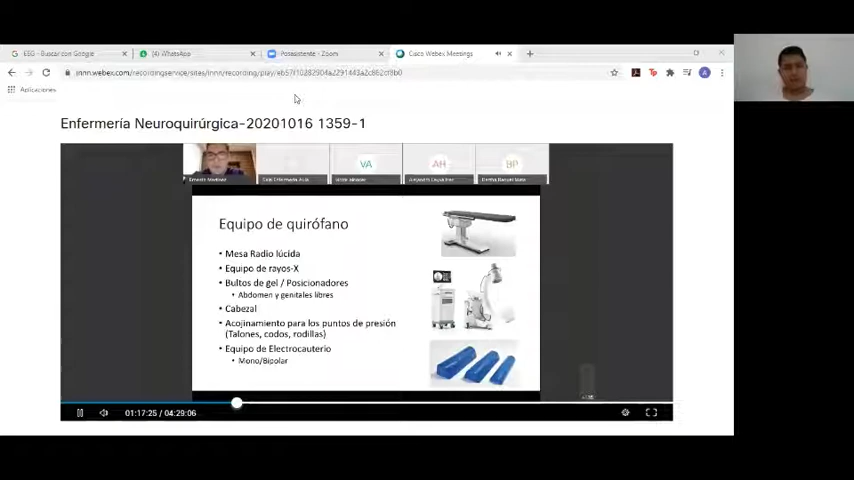 ESG - Buscar con Google
(4) WhatsApp
Posasistente - Zoom
Cisco Webex Meetings
Aplicaciones
Enfermería Neuroquirúrgica-20201016 1359-1
VA
AH
BP
Ernesto Martínez
Equipo de quirófano
• Mesa Radio lúcida
• Equipo de rayos-X
• Bultos de gel / Posicionadores
• Abdomen y genitales libres
• Cabezal
• Acojinamiento para los puntos de presión
(Talones, codos, rodillas)
• Equipo de Electrocauterio
• Mono/Bipolar
01:17:25 / 04:29:06